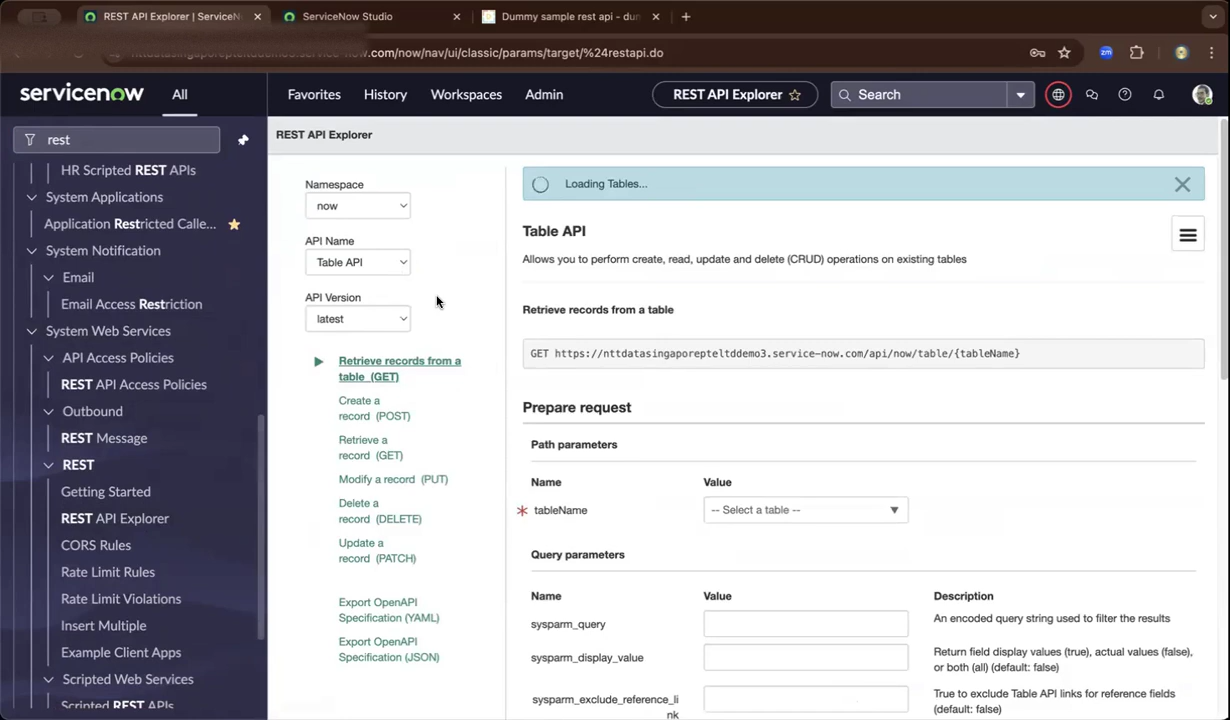 REST API Explorer | ServiceN
ServiceNow Studio
Dummy sample rest api - dum
.com/now/nav/ui/classic/params/target/%24restapi.do
servicenow
All
Favorites
History
Workspaces
Admin
REST API Explorer
Search
rest
HR Scripted REST APIs
System Applications
Application Restricted Calle...
System Notification
Email
Email Access Restriction
System Web Services
API Access Policies
REST API Access Policies
Outbound
REST Message
REST
Getting Started
REST API Explorer
CORS Rules
Rate Limit Rules
Rate Limit Violations
Insert Multiple
Example Client Apps
Scripted Web Services
Scripted REST APIs
REST API Explorer
Namespace
now
API Name
Table API
API Version
latest
Retrieve records from a
table (GET)
Create a
record (POST)
Retrieve a
record (GET)
Modify a record (PUT)
Delete a
record (DELETE)
Update a
record (PATCH)
Export OpenAPI
Specification (YAML)
Export OpenAPI
Specification (JSON)
Loading Tables...
Table API
Allows you to perform create, read, update and delete (CRUD) operations on existing tables
Retrieve records from a table
GET https://nttdatasingaporepteltddemo3.service-now.com/api/now/table/{tableName}
Prepare request
Path parameters
Name Value
* tableName -- Select a table --
Query parameters
Name Value Description
sysparm_query An encoded query string used to filter the results
sysparm_display_value Return field display values (true), actual values (false),
or both (all) (default: false)
sysparm_exclude_reference_li
nk
True to exclude Table API links for reference fields
(default: false)
zm